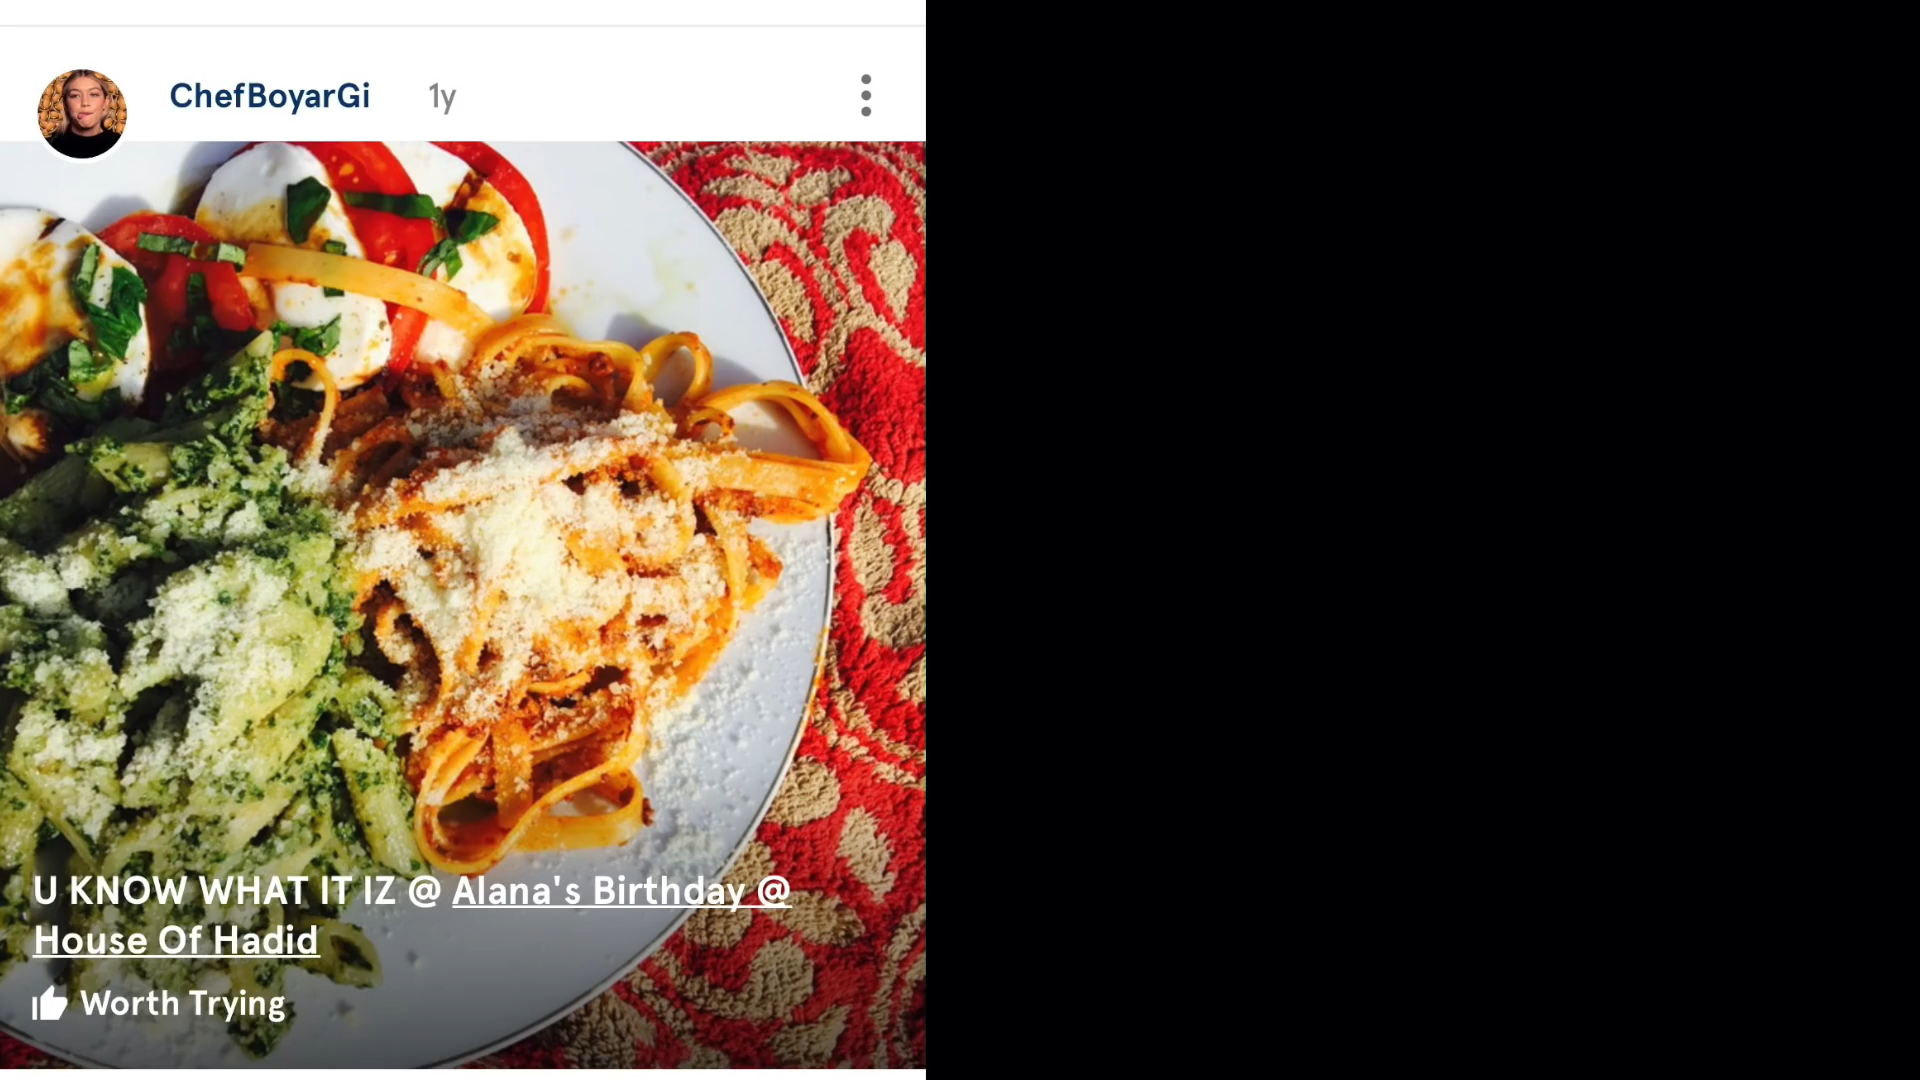 ChefBoyarGi 1y
U KNOW WHAT IT IZ @ Alana's Birthday @
House Of Hadid
Worth Trying